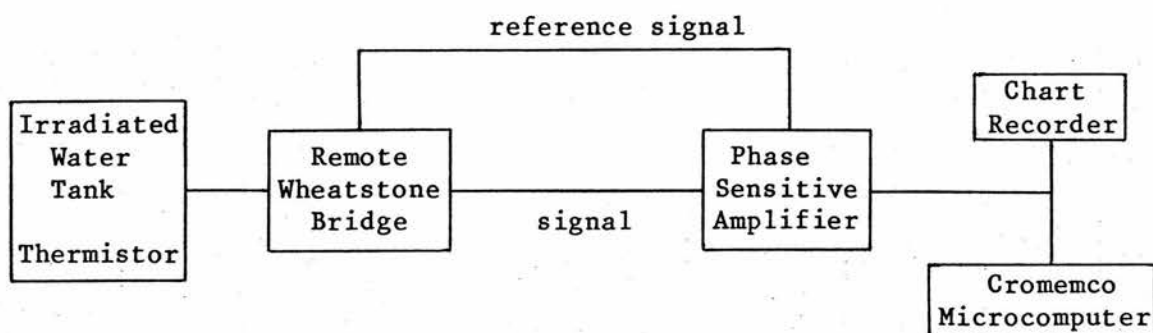 reference signal
Irradiated
Water
Tank
Thermistor
Remote
Wheatstone
Bridge
signal
Phase
Sensitive
Amplifier
Chart
Recorder
Cromemco
Microcomputer